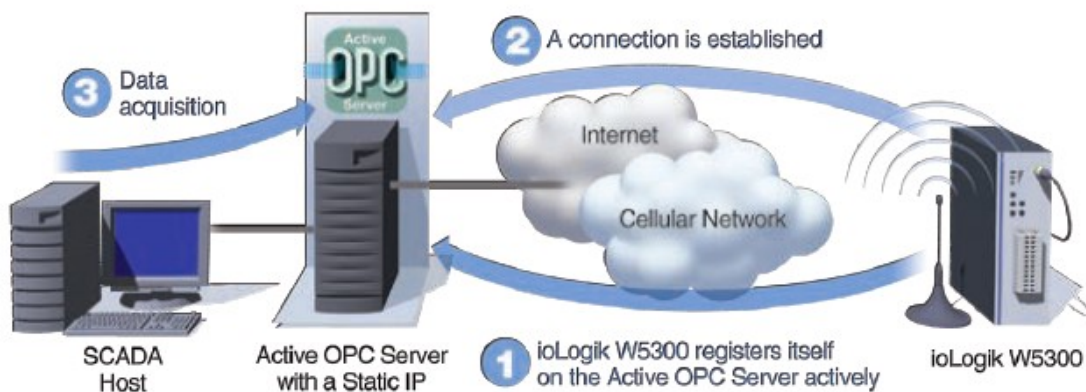 Active
OPC
Server
2 A connection is established
3 Data
acquisition
Internet
Cellular Network
SCADA
Host
Active OPC Server
with a Static IP
1 ioLogik W5300 registers itself
on the Active OPC Server actively
ioLogik W5300